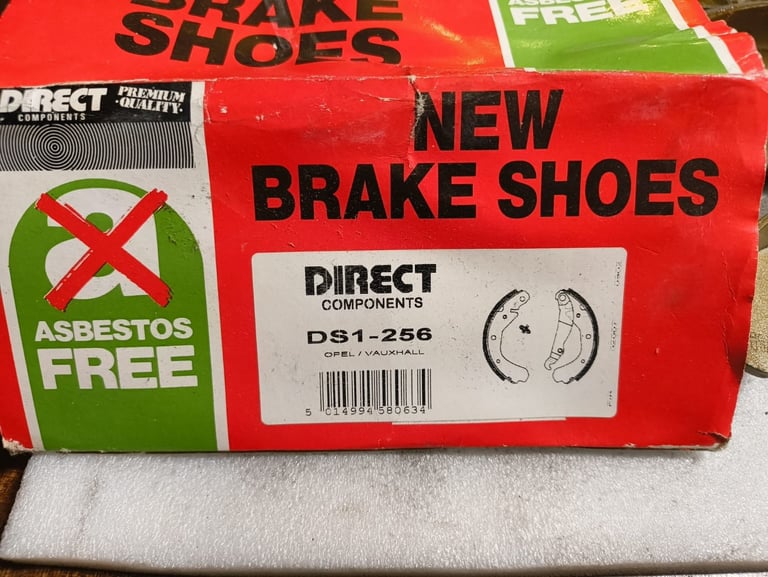 BRAKE
SHOES
ASBESTOS
FREE
DIRECT
COMPONENTS
PREMIUM
·QUALITY·
NEW
BRAKE SHOES
a
ASBESTOS
FREE
DIRECT
COMPONENTS
DS1-256
OPEL / VAUXHALL
5 014994 580634